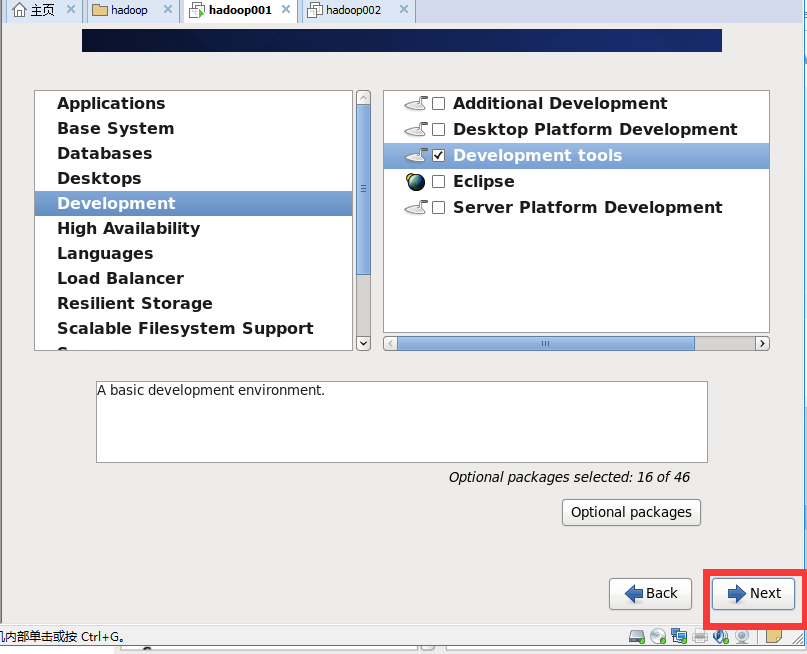 主页 hadoop hadoop001 hadoop002
Applications
Base System
Databases
Desktops
Development
High Availability
Languages
Load Balancer
Resilient Storage
Scalable Filesystem Support
Additional Development
Desktop Platform Development
Development tools
Eclipse
Server Platform Development
A basic development environment.
Optional packages selected: 16 of 46
Optional packages
Back Next
内部单击或按 Ctrl+G。